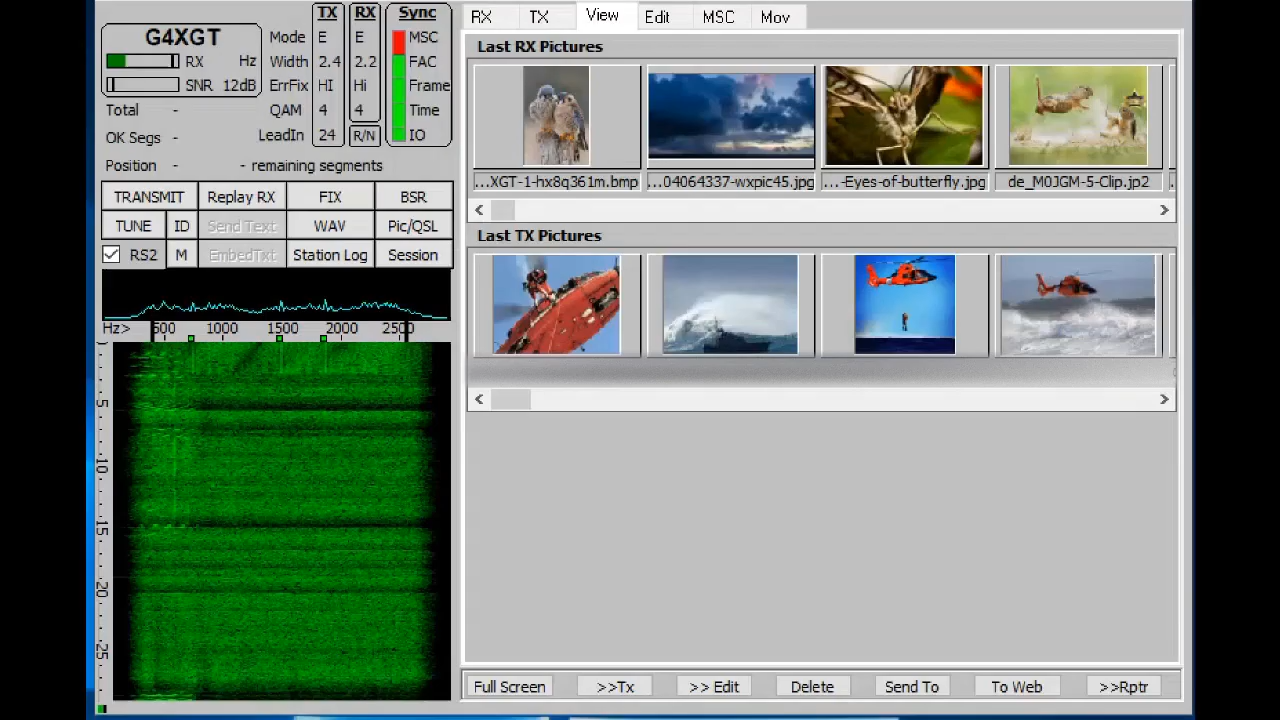 TX RX Sync
G4XGT
RX Hz
SNR 12dB
Mode E E MSC
Width 2.4 2.2 FAC
ErrFix HI Hi Frame
Total - QAM 4 4 Time
OK Segs - LeadIn 24 R/N IO
Position - - remaining segments
TRANSMIT Replay RX FIX BSR
TUNE ID Send Text WAV Pic/QSL
RS2 M EmbedTxt Station Log Session
Hz> 500 1000 1500 2000 2500
0
5
10
15
20
25
RX TX View Edit MSC Mov
Last RX Pictures
...XGT-1-hx8q361m.bmp ...04064337-wxpic45.jpg ...-Eyes-of-butterfly.jpg de_M0JGM-5-Clip.jp2
Last TX Pictures
Full Screen >>Tx >> Edit Delete Send To To Web >>Rptr